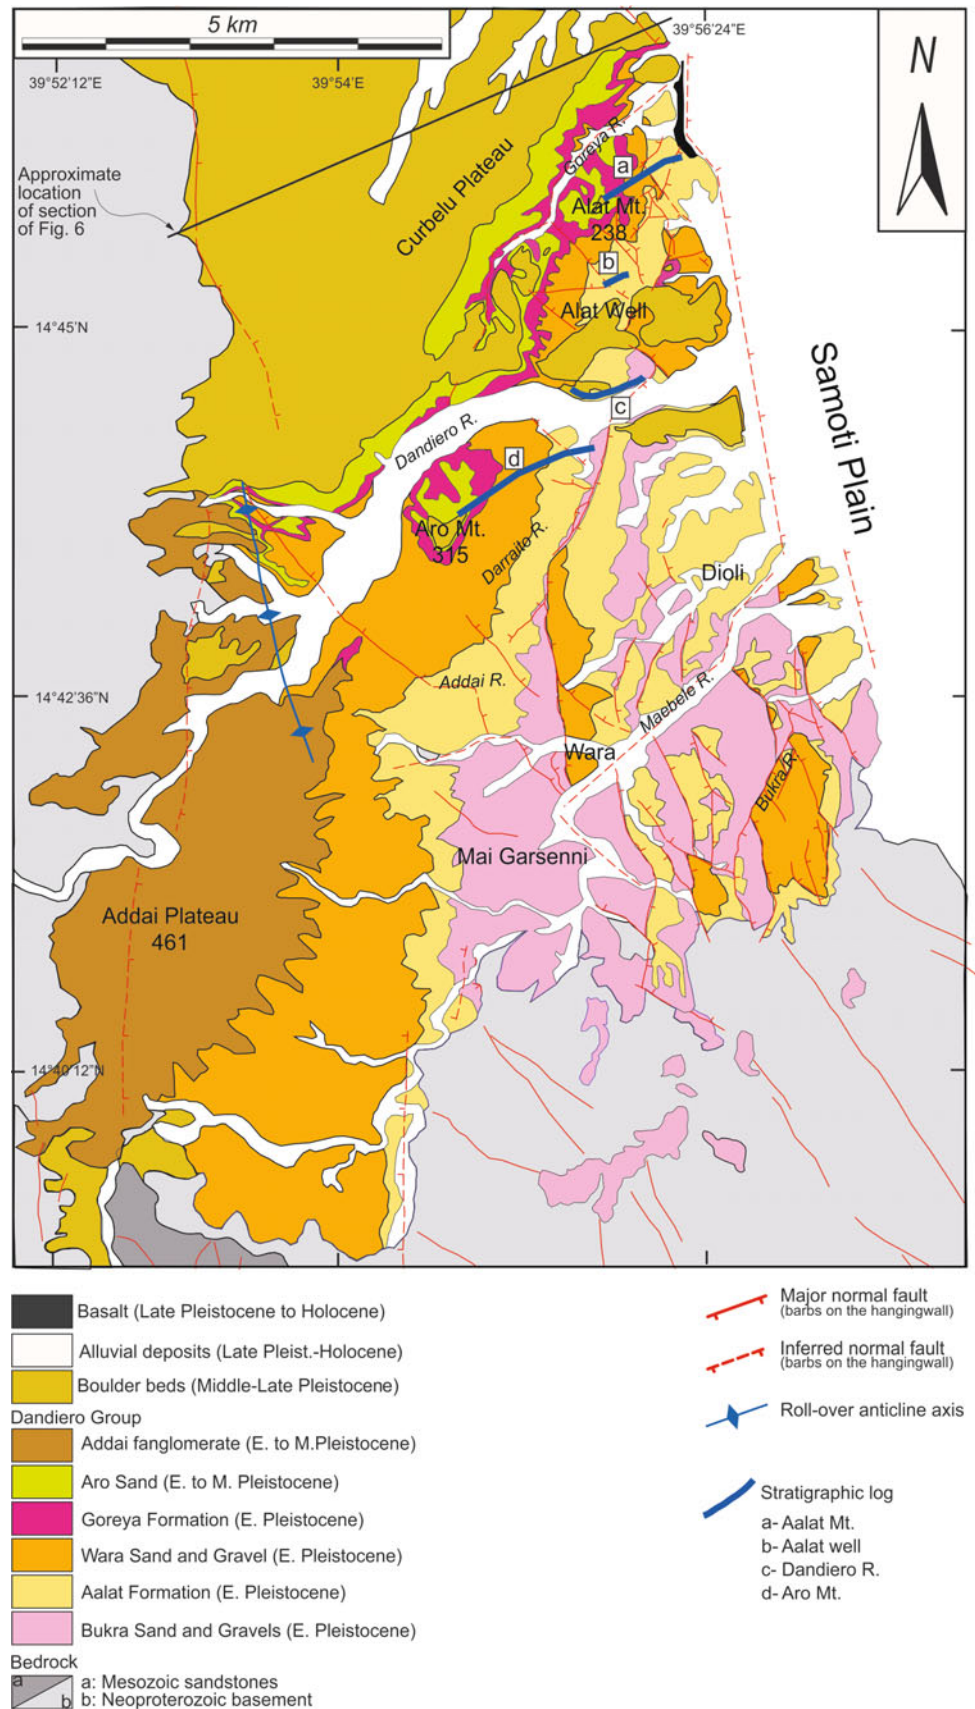 5 km
39°56'24"E
39°52'12"E
39°54'E
N
Approximate
location
of section
of Fig. 6
Curbelu Plateau
Goreya R.
a
Alat Mt.
238
b
Alat Well
14°45'N
Samoti Plain
c
Dandiero R.
d
Aro Mt.
315
Darraito R.
Dioli
14°42'36"N
Addai R.
Maebele R.
Wara
Bukra R.
Mai Garsenni
Addai Plateau
461
14°40'12"N
Basalt (Late Pleistocene to Holocene)
Alluvial deposits (Late Pleist.-Holocene)
Boulder beds (Middle-Late Pleistocene)
Dandiero Group
Addai fanglomerate (E. to M.Pleistocene)
Aro Sand (E. to M. Pleistocene)
Goreya Formation (E. Pleistocene)
Wara Sand and Gravel (E. Pleistocene)
Aalat Formation (E. Pleistocene)
Bukra Sand and Gravels (E. Pleistocene)
Bedrock
a
b
a: Mesozoic sandstones
b: Neoproterozoic basement
Major normal fault
(barbs on the hangingwall)
Inferred normal fault
(barbs on the hangingwall)
Roll-over anticline axis
Stratigraphic log
a- Aalat Mt.
b- Aalat well
c- Dandiero R.
d- Aro Mt.